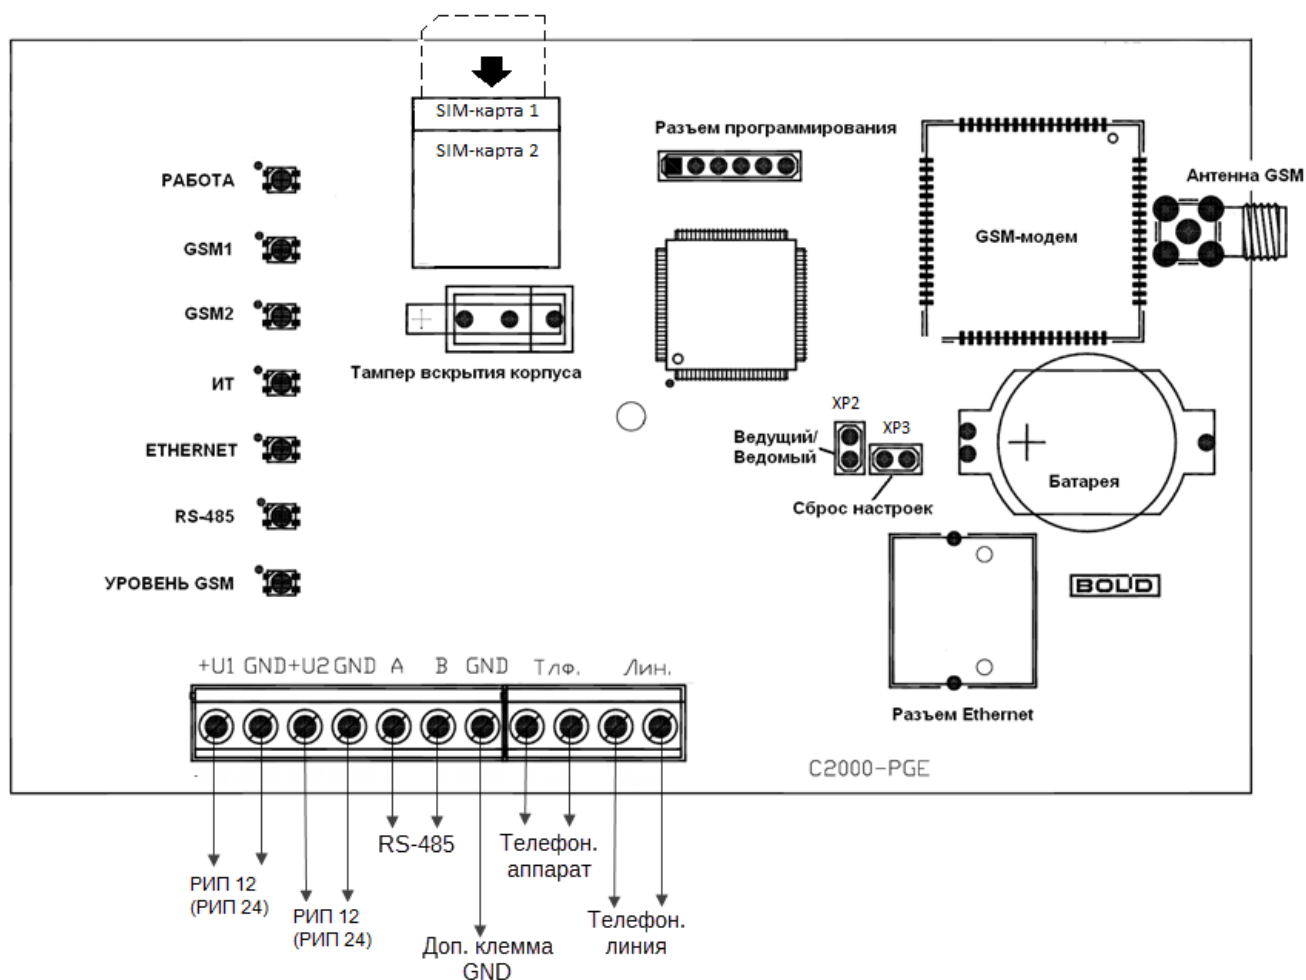 SIM-карта 1
SIM-карта 2
Разъем программирования
Антенна GSM
РАБОТА
GSM1
GSM-модем
GSM2
Тампер вскрытия корпуса
ИТ
XP2
XP3
Ведущий/
Ведомый
ETHERNET
Батарея
Сброс настроек
RS-485
УРОВЕНЬ GSM
BOLID
+U1 GND +U2 GND A B GND Тлф. Лин.
Разъем Ethernet
C2000-PGE
RS-485
Телефон.
аппарат
РИП 12
(РИП 24)
РИП 12
(РИП 24)
Телефон.
линия
Доп. клемма
GND